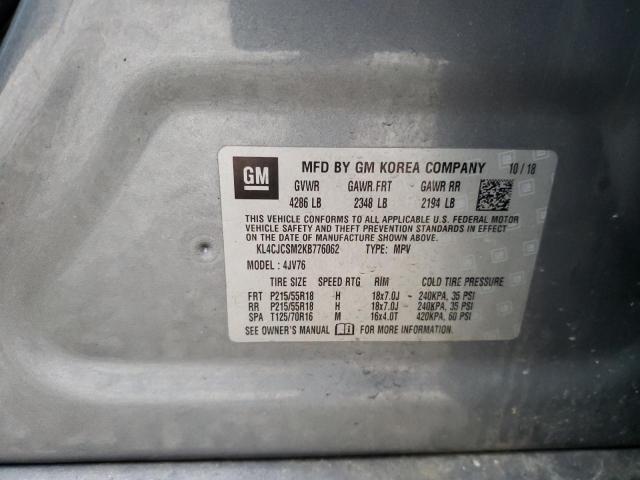 GM MFD BY GM KOREA COMPANY 10 / 18
GVWR GAWR FRT GAWR RR
4286 LB 2348 LB 2194 LB
THIS VEHICLE CONFORMS TO ALL APPLICABLE U.S. FEDERAL MOTOR
VEHICLE SAFETY AND THEFT PREVENTION STANDARDS IN EFFECT
ON THE DATE OF MANUFACTURE SHOWN ABOVE.
KL4CJCSM2KB776062 TYPE: MPV
MODEL: 4JV76
TIRE SIZE SPEED RTG RIM COLD TIRE PRESSURE
FRT P215/55R18 H 18x7.0J 240KPA, 35 PSI
RR P215/55R18 H 18x7.0J 240KPA, 35 PSI
SPA T125/70R16 M 16x4.0T 420KPA, 60 PSI
SEE OWNER'S MANUAL FOR MORE INFORMATION.